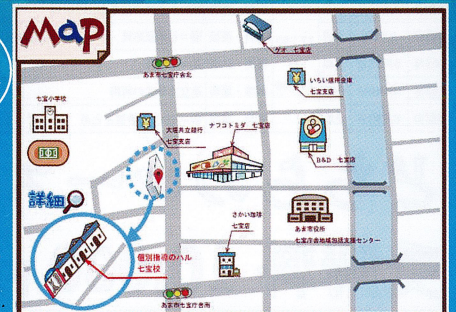 Map
ゲオ 七宝店
あま市七宝庁舎北
いちい信用金庫
七宝支店
七宝小学校
大垣共立銀行
七宝支店
ナフコトミダ 七宝店
B&D 七宝店
詳細
あま市役所
七宝庁舎地域包括支援センター
さかい珈琲
七宝店
個別指導のハル
七宝校
あま市七宝庁舎南